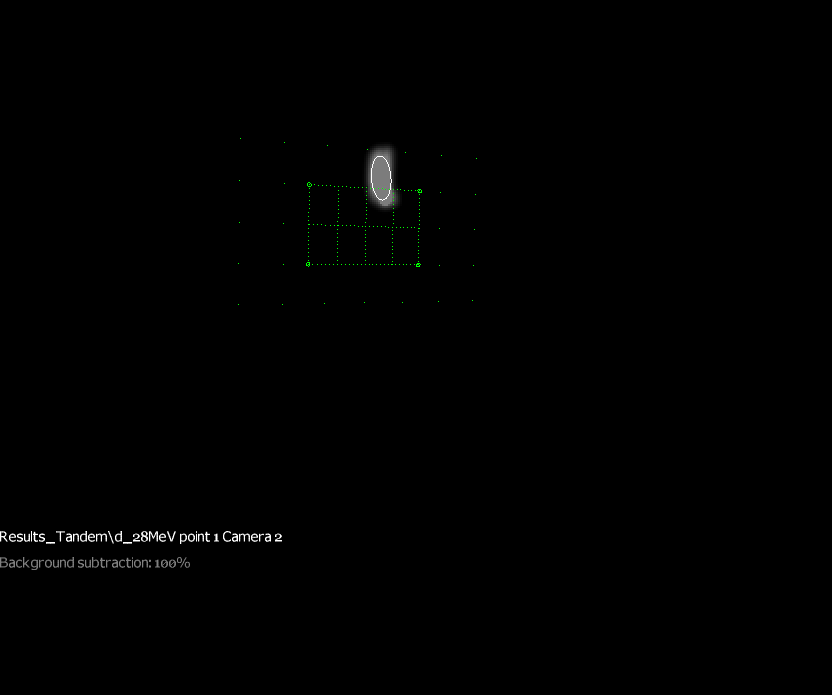 Results_Tandem\d_28MeV point 1 Camera 2
Background subtraction: 100%